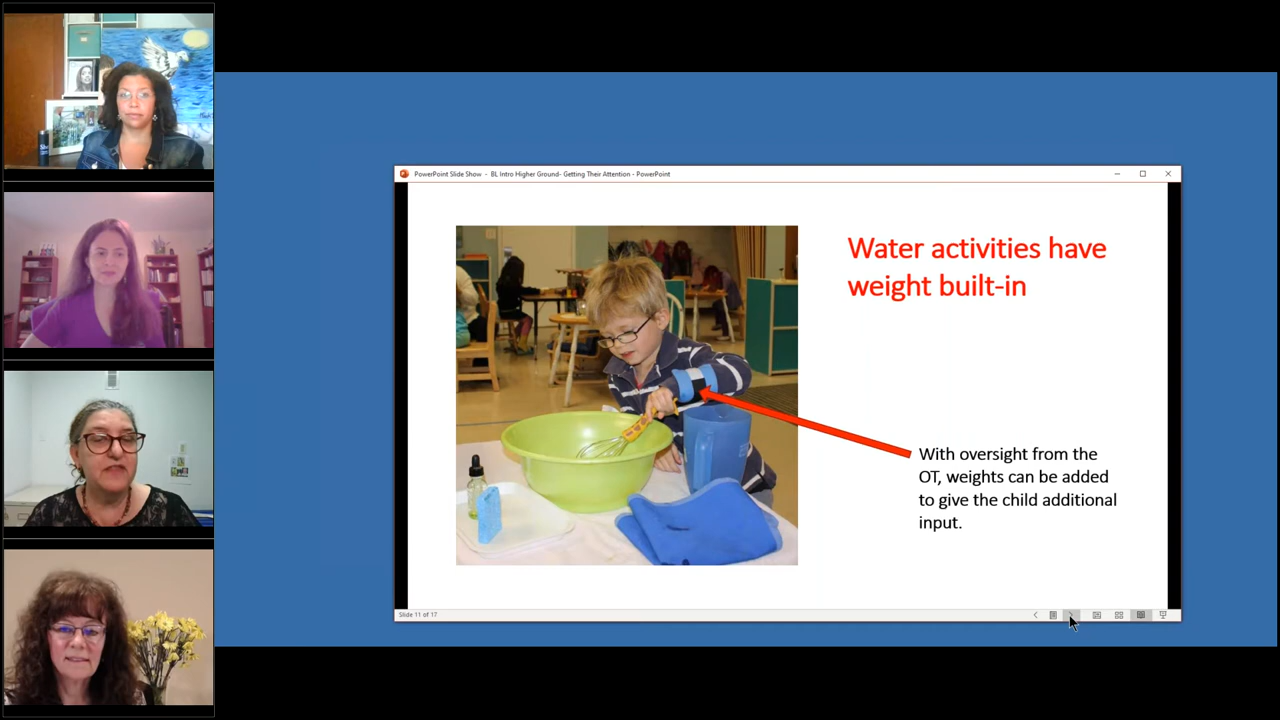 PowerPoint Slide Show - BL Intro Higher Ground- Getting Their Attention - PowerPoint
Water activities have
weight built-in
With oversight from the
OT, weights can be added
to give the child additional
input.
Slide 11 of 17